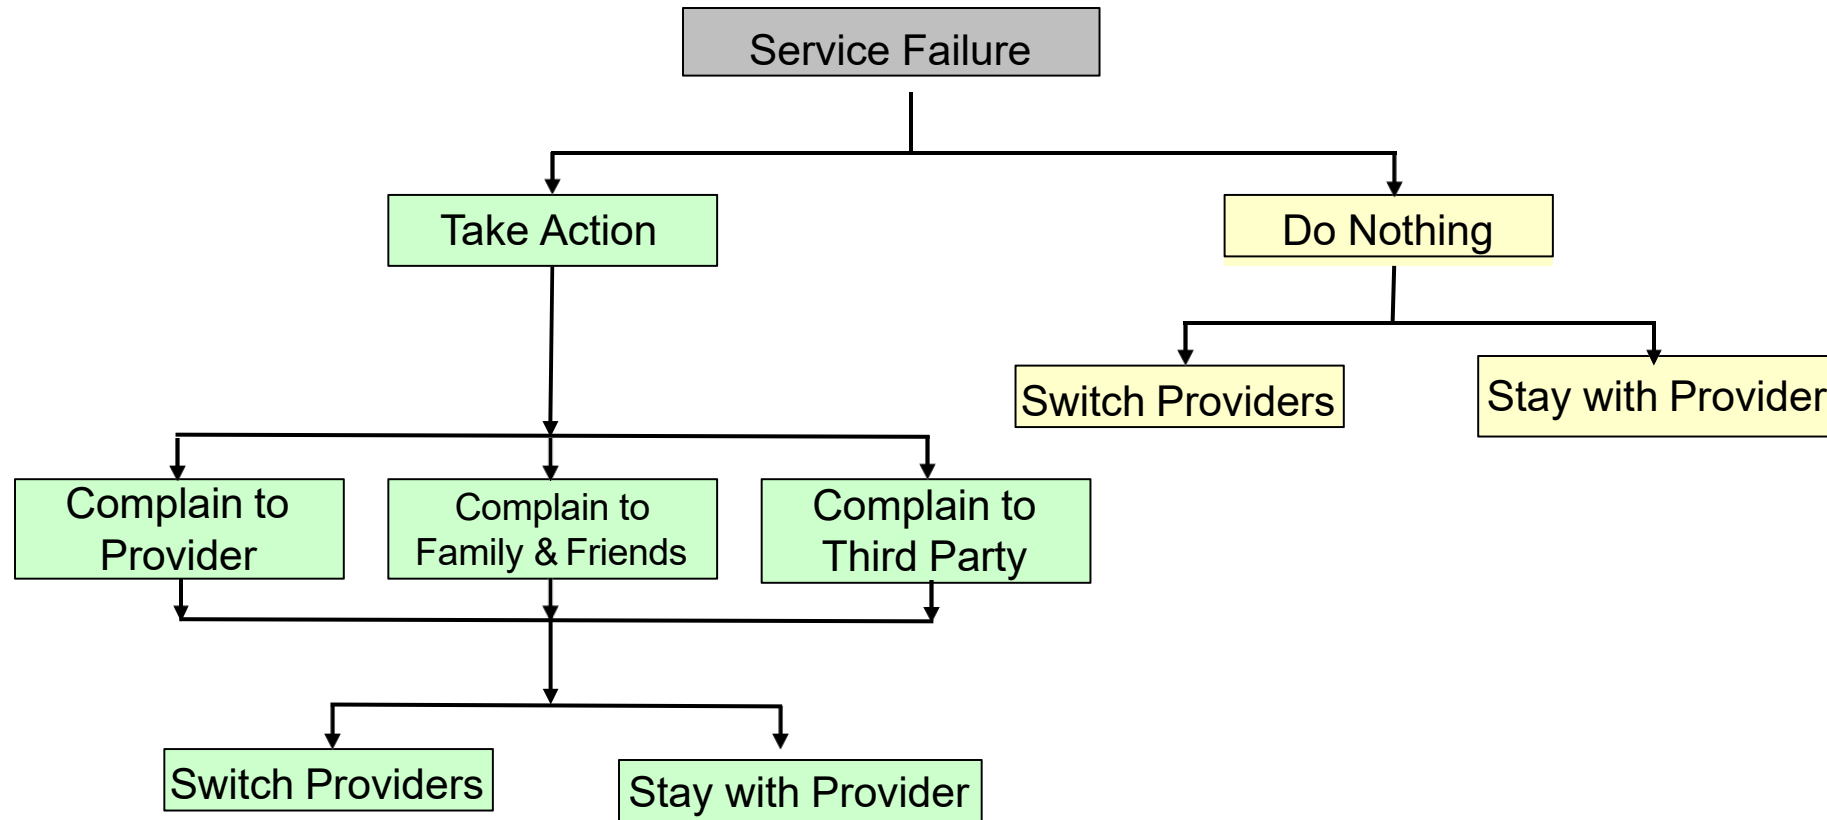 Service Failure
Take Action
Do Nothing
Switch Providers
Stay with Provider
Complain to
Provider
Complain to
Family & Friends
Complain to
Third Party
Switch Providers
Stay with Provider